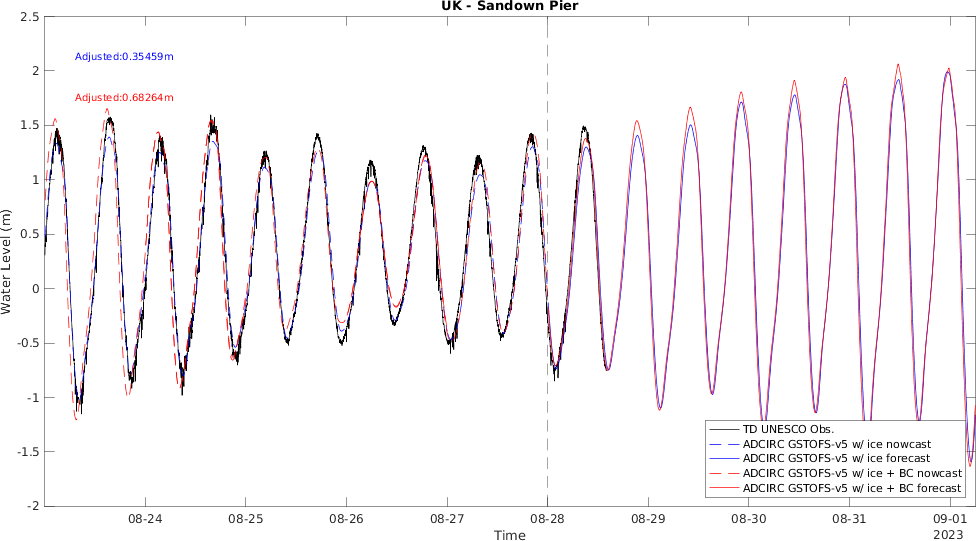 UK - Sandown Pier
2.5
2
1.5
1
0.5
0
-0.5
-1
-1.5
-2
Water Level (m)
Adjusted:0.35459m
Adjusted:0.68264m
TD UNESCO Obs.
ADCIRC GSTOFS-v5 w/ ice nowcast
ADCIRC GSTOFS-v5 w/ ice forecast
ADCIRC GSTOFS-v5 w/ ice + BC nowcast
ADCIRC GSTOFS-v5 w/ ice + BC forecast
08-24 08-25 08-26 08-27 08-28 08-29 08-30 08-31 09-01
2023
Time